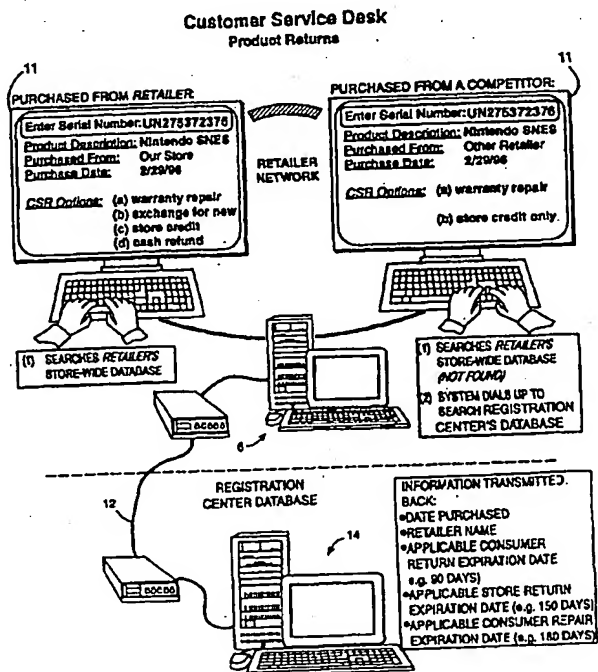 Customer Service Desk
Product Returns
11
11
PURCHASED FROM RETAILER:
Enter Serial Number: UN275372376
Product Description: Nintendo SNES
Purchased From: Our Store
Purchase Date: 2/29/96
CSR Options: (a) warranty repair
(b) exchange for new
(c) store credit
(d) cash refund
RETAILER
NETWORK
PURCHASED FROM A COMPETITOR:
Enter Serial Number: UN275372376
Product Description: Nintendo SNES
Purchased From: Other Retailer
Purchase Date: 2/29/96
CSR Options: (a) warranty repair
(b) store credit only.
(1) SEARCHES RETAILER'S
STORE-WIDE DATABASE
(1) SEARCHES RETAILER'S
STORE-WIDE DATABASE
(NOT FOUND)
(2) SYSTEM DIALS UP TO
SEARCH REGISTRATION
CENTER'S DATABASE
6
12
REGISTRATION
CENTER DATABASE
14
INFORMATION TRANSMITTED
BACK:
•DATE PURCHASED
•RETAILER NAME
•APPLICABLE CONSUMER
RETURN EXPIRATION DATE
e.g. 90 DAYS)
•APPLICABLE STORE RETURN
EXPIRATION DATE (e.g. 150 DAYS)
•APPLICABLE CONSUMER REPAIR
EXPIRATION DATE (e.g. 180 DAYS)